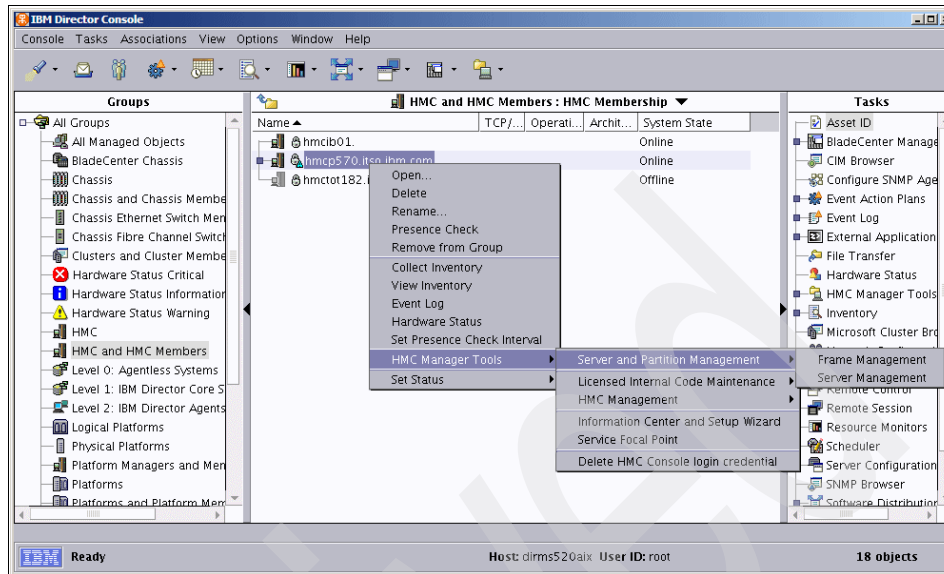 IBM Director Console
Console Tasks Associations View Options Window Help
Groups
All Groups
All Managed Objects
BladeCenter Chassis
Chassis
Chassis and Chassis Membe
Chassis Ethernet Switch Men
Chassis Fibre Channel Switch
Clusters and Cluster Membe
Hardware Status Critical
Hardware Status Information
Hardware Status Warning
HMC
HMC and HMC Members
Level 0: Agentless Systems
Level 1: IBM Director Core S
Level 2: IBM Director Agents
Logical Platforms
Physical Platforms
Platform Managers and Mem
Platforms
Platforms and Platform Mem
HMC and HMC Members : HMC Membership
Name TCP/... Operati... Archit... System State
hmcib01. Online
hmcp570.itso.ibm.com Online
hmctot182.i Offline
Open...
Delete
Rename...
Presence Check
Remove from Group
Collect Inventory
View Inventory
Event Log
Hardware Status
Set Presence Check Interval
HMC Manager Tools
Set Status
Server and Partition Management
Licensed Internal Code Maintenance
HMC Management
Information Center and Setup Wizard
Service Focal Point
Delete HMC Console login credential
Frame Management
Server Management
Tasks
Asset ID
BladeCenter Manage
CIM Browser
Configure SNMP Age
Event Action Plans
Event Log
External Application
File Transfer
Hardware Status
HMC Manager Tools
Inventory
Microsoft Cluster Bro
Remote Control
Remote Session
Resource Monitors
Scheduler
Server Configuration
SNMP Browser
Software Distribution
IBM Ready Host: dirms520aix User ID: root 18 objects